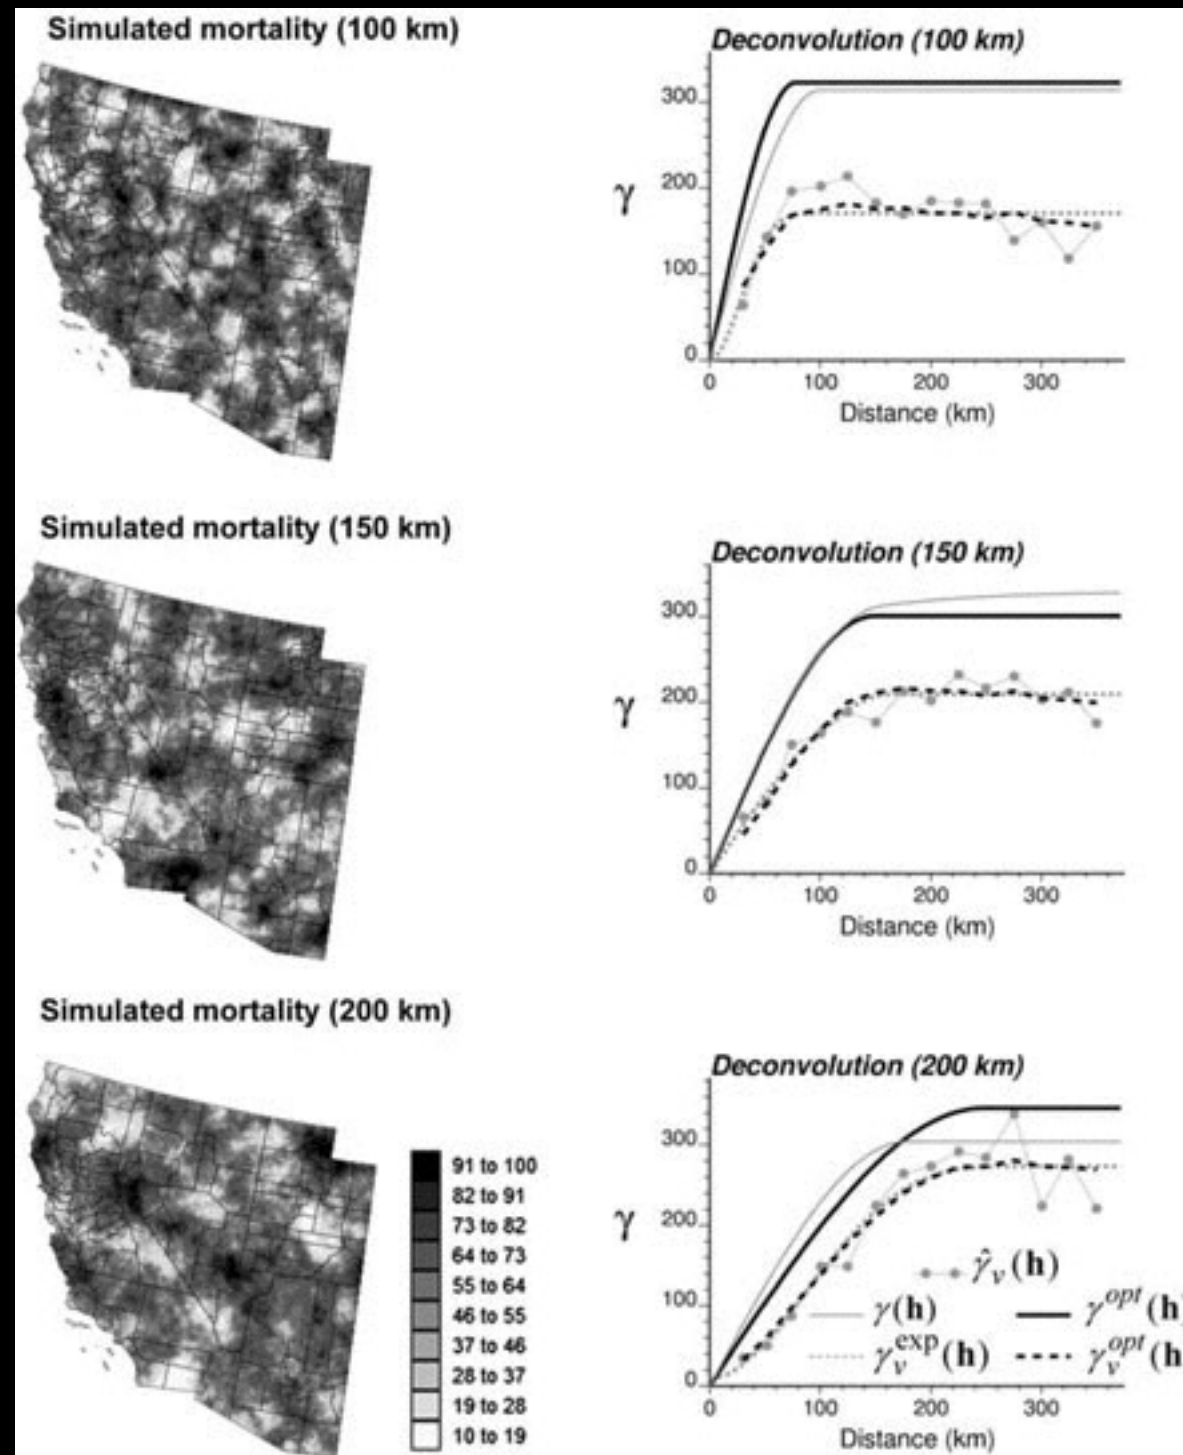 Simulated mortality (100 km)
Deconvolution (100 km)
300
200
γ
100
0
0 100 200 300
Distance (km)
Simulated mortality (150 km)
Deconvolution (150 km)
300
200
γ
100
0
0 100 200 300
Distance (km)
Simulated mortality (200 km)
91 to 100
82 to 91
73 to 82
64 to 73
55 to 64
46 to 55
37 to 46
28 to 37
19 to 28
10 to 19
Deconvolution (200 km)
300
200
γ
100
0
γ̂v(h)
γ(h) γopt(h)
γvexp(h) γvopt(h
0 100 200 300
Distance (km)